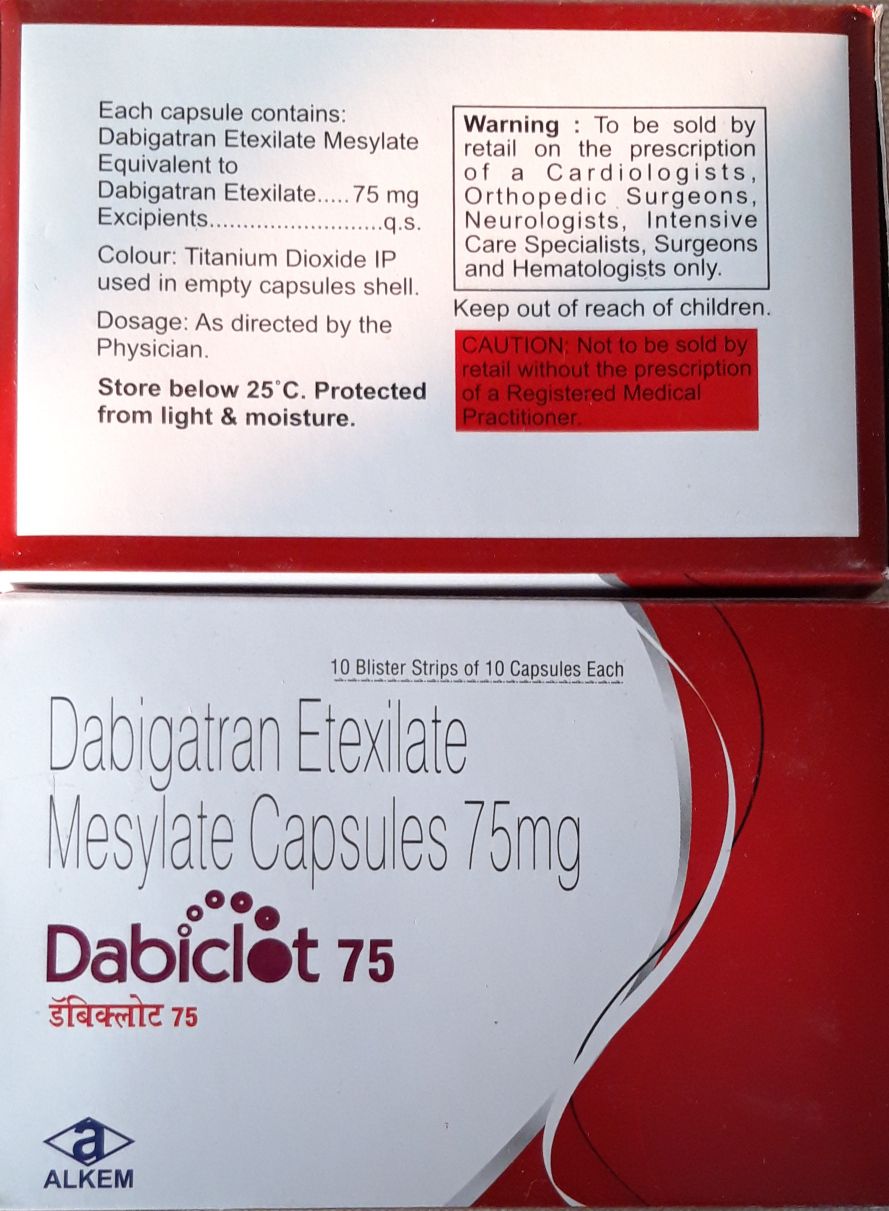 Each capsule contains:
Dabigatran Etexilate Mesylate
Equivalent to
Dabigatran Etexilate.....75 mg
Excipients..........................q.s.
Colour: Titanium Dioxide IP
used in empty capsules shell.
Dosage: As directed by the
Physician.
Store below 25°C. Protected
from light & moisture.
Warning : To be sold by
retail on the prescription
of a Cardiologists,
Orthopedic Surgeons,
Neurologists, Intensive
Care Specialists, Surgeons
and Hematologists only.
Keep out of reach of children.
CAUTION: Not to be sold by
retail without the prescription
of a Registered Medical
Practitioner.
10 Blister Strips of 10 Capsules Each
Dabigatran Etexilate
Mesylate Capsules 75mg
Dabiclot 75
डॅबिक्लोट 75
a
ALKEM